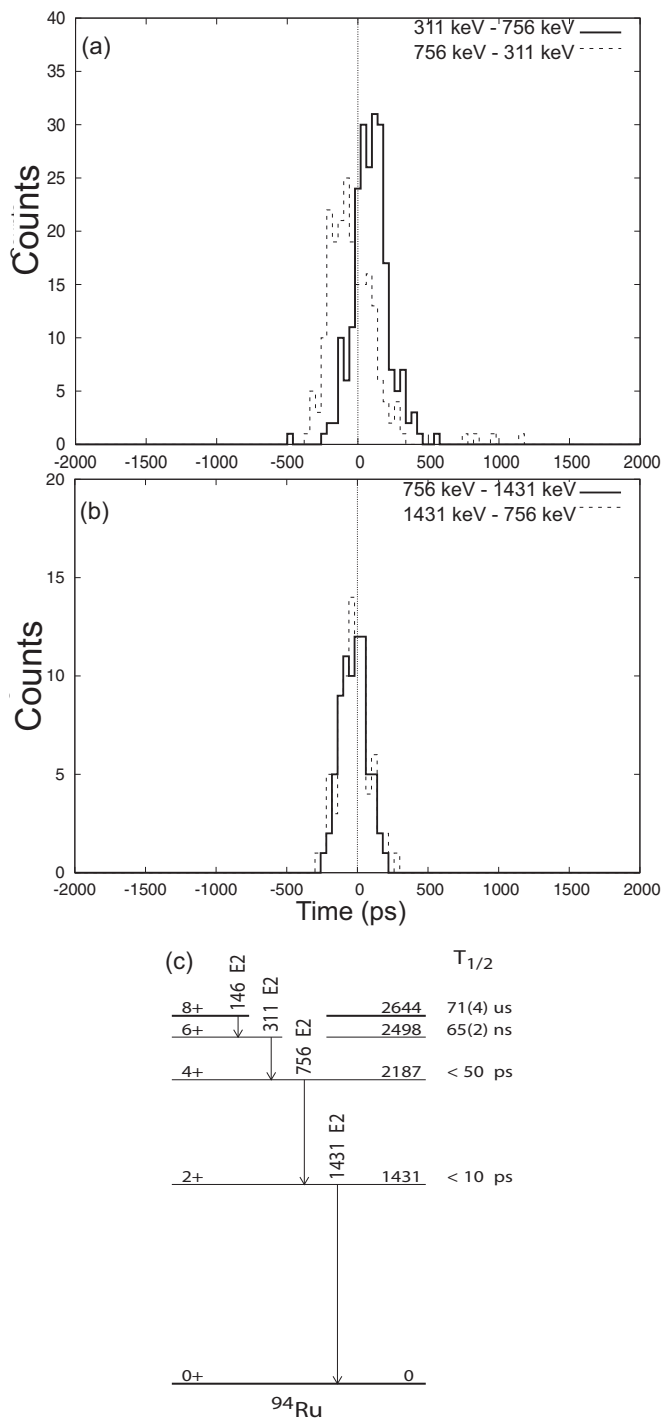 40
35
30
25
20
15
10
5
0
Counts
(a)
311 keV - 756 keV
756 keV - 311 keV
-2000 -1500 -1000 -500 0 500 1000 1500 2000
20
15
10
5
0
Counts
(b)
756 keV - 1431 keV
1431 keV - 756 keV
-2000 -1500 -1000 -500 0 500 1000 1500 2000
Time (ps)
(c)
T1/2
146 E2
311 E2
756 E2
1431 E2
8+ 2644 71(4) us
6+ 2498 65(2) ns
4+ 2187 < 50 ps
2+ 1431 < 10 ps
0+ 0
94Ru